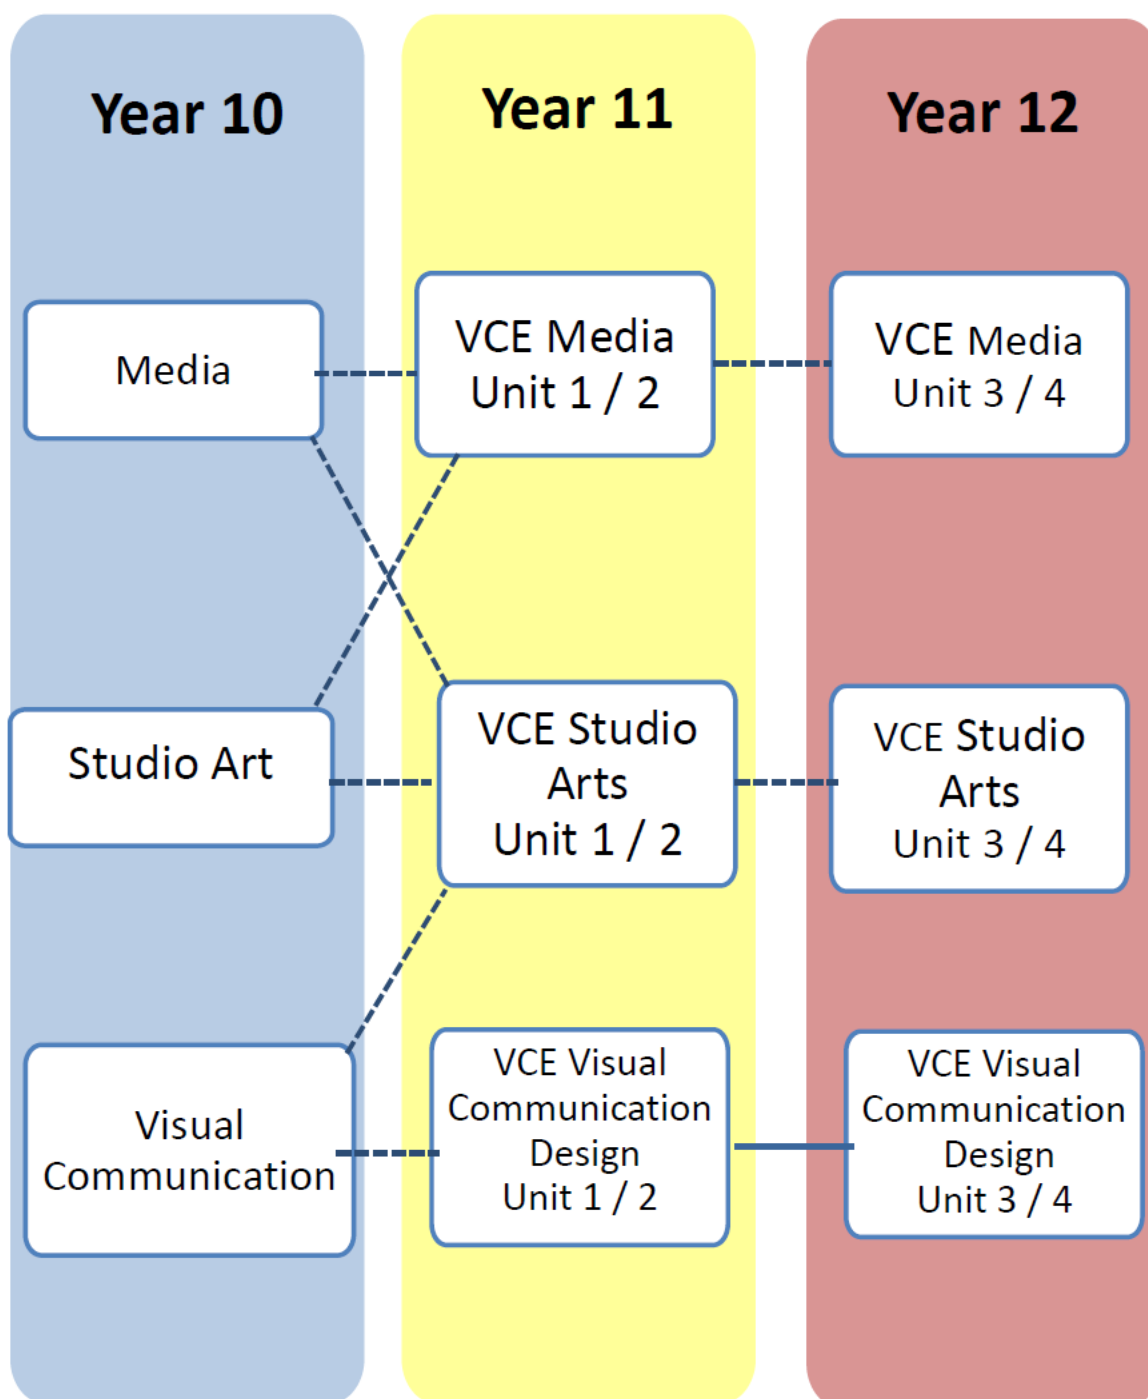 Year 10
Year 11
Year 12
Media
VCE Media
Unit 1 / 2
VCE Media
Unit 3 / 4
Studio Art
VCE Studio
Arts
Unit 1 / 2
VCE Studio
Arts
Unit 3 / 4
Visual
Communication
VCE Visual
Communication
Design
Unit 1 / 2
VCE Visual
Communication
Design
Unit 3 / 4